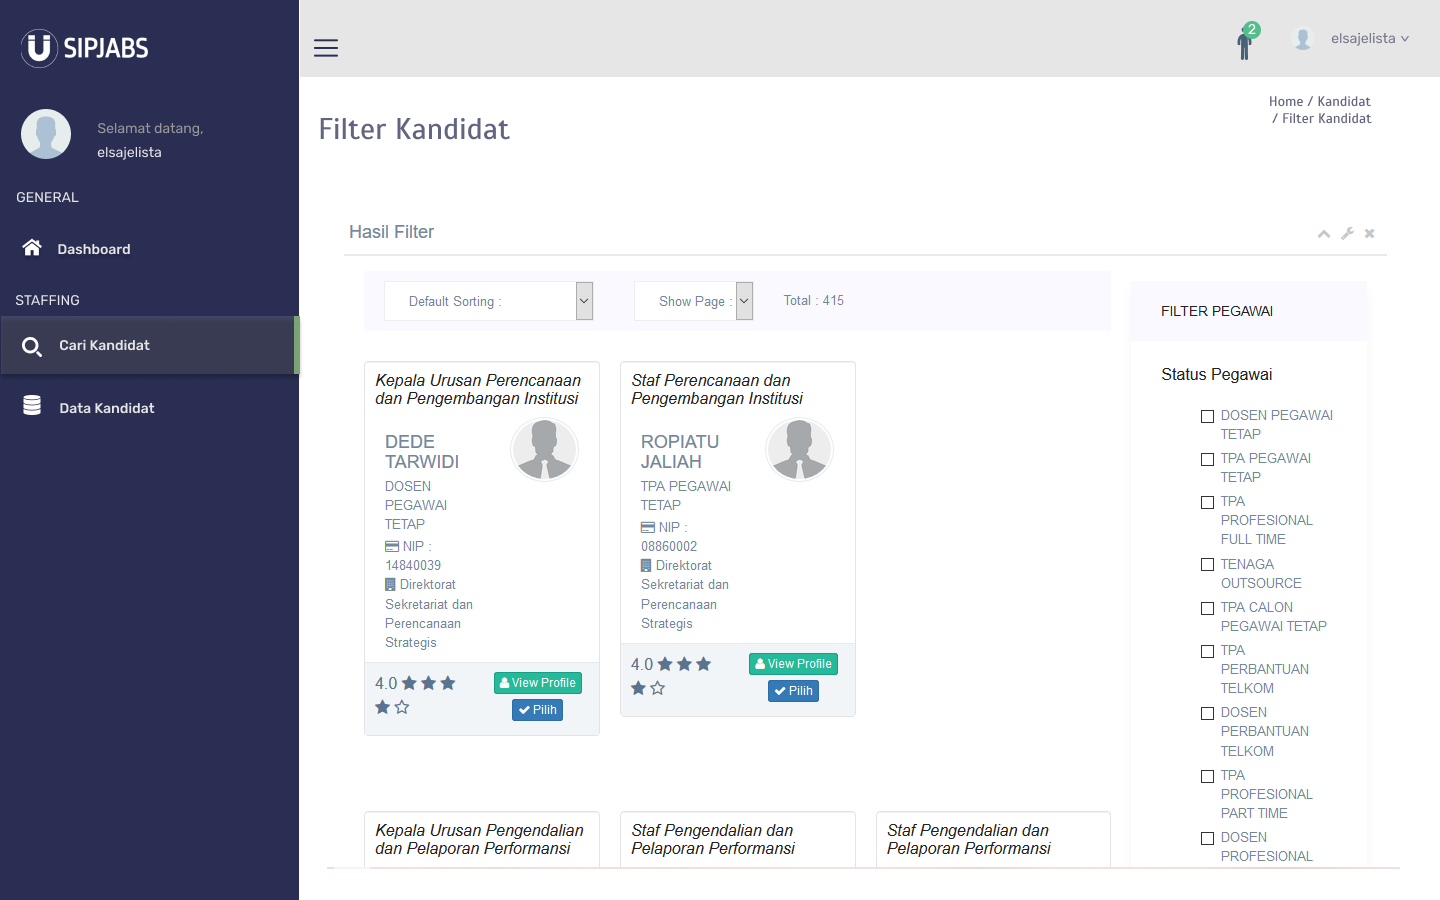 SIPJABS
2
elsajelista
Selamat datang,
elsajelista
GENERAL
Dashboard
STAFFING
Cari Kandidat
Data Kandidat
Home / Kandidat
/ Filter Kandidat
Filter Kandidat
Hasil Filter
Default Sorting :
Show Page :
Total : 415
Kepala Urusan Perencanaan
dan Pengembangan Institusi
DEDE
TARWIDI
DOSEN
PEGAWAI
TETAP
NIP :
14840039
Direktorat
Sekretariat dan
Perencanaan
Strategis
4.0
View Profile
Pilih
Staf Perencanaan dan
Pengembangan Institusi
ROPIATU
JALIAH
TPA PEGAWAI
TETAP
NIP :
08860002
Direktorat
Sekretariat dan
Perencanaan
Strategis
4.0
View Profile
Pilih
Kepala Urusan Pengendalian
dan Pelaporan Performansi
Staf Pengendalian dan
Pelaporan Performansi
Staf Pengendalian dan
Pelaporan Performansi
FILTER PEGAWAI
Status Pegawai
DOSEN PEGAWAI
TETAP
TPA PEGAWAI
TETAP
TPA
PROFESIONAL
FULL TIME
TENAGA
OUTSOURCE
TPA CALON
PEGAWAI TETAP
TPA
PERBANTUAN
TELKOM
DOSEN
PERBANTUAN
TELKOM
TPA
PROFESIONAL
PART TIME
DOSEN
PROFESIONAL